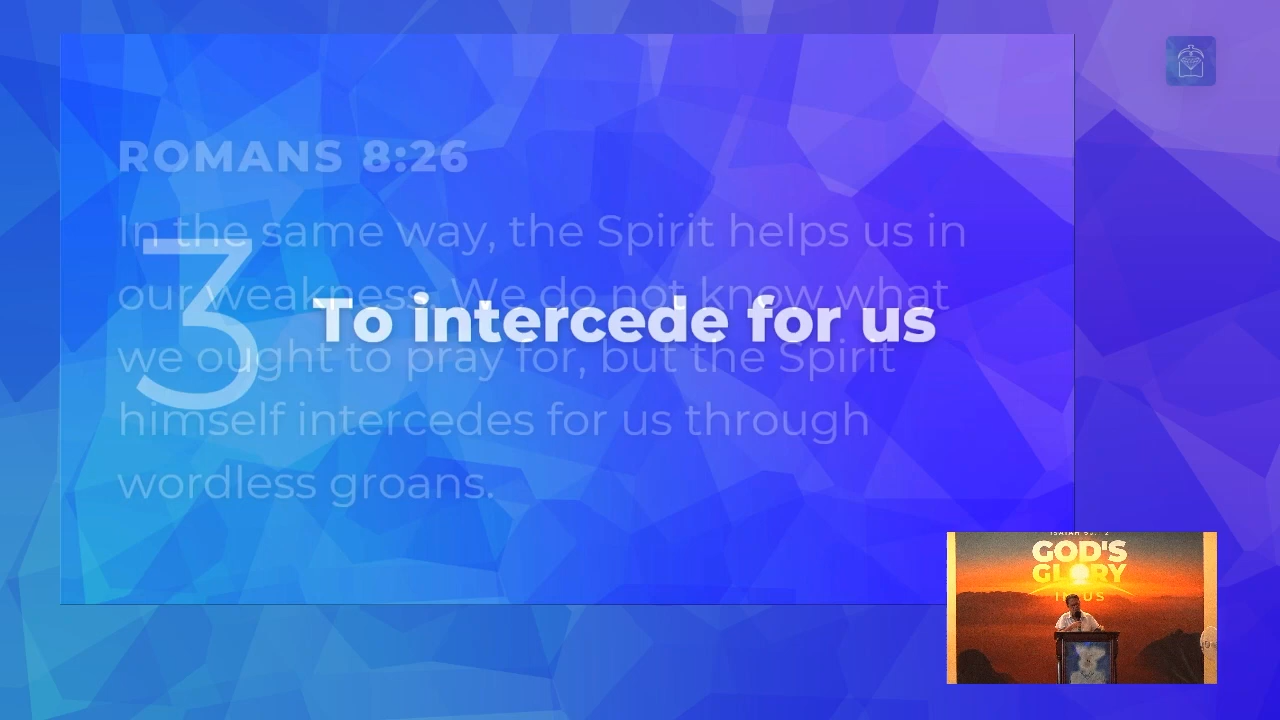 ROMANS 8:26
In the same way, the Spirit helps us in
our weakness. We do not know what
we ought to pray for, but the Spirit
himself intercedes for us through
wordless groans.
3
To intercede for us
GOD'S
GLORY
IN US